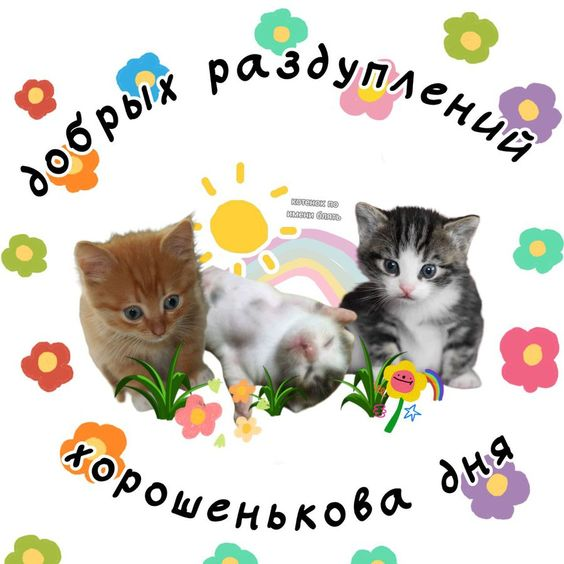 добрых раздуплений
котенок по
имени блять
хорошенькова дня